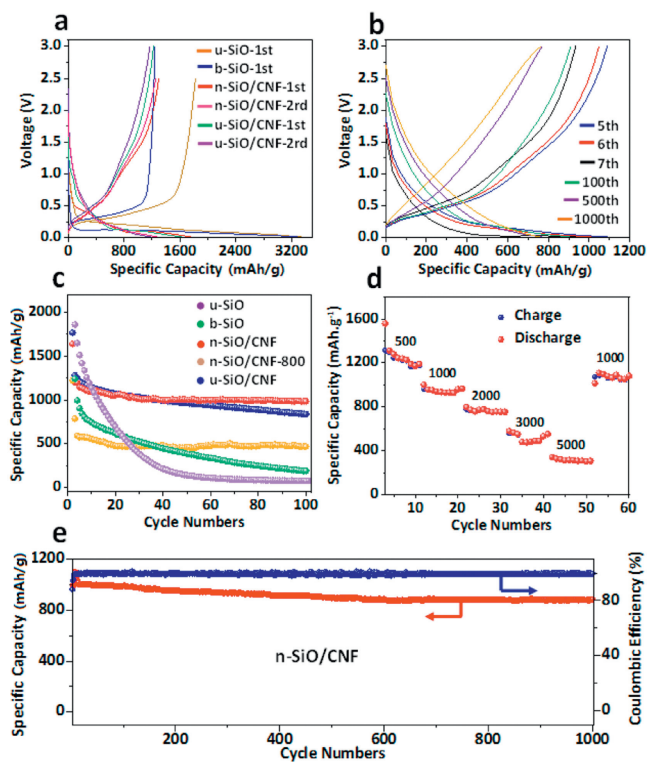 a
3.0
2.5
2.0
1.5
1.0
0.5
0.0
Voltage (V)
0 800 1600 2400 3200
Specific Capacity (mAh/g)
u-SiO-1st
b-SiO-1st
n-SiO/CNF-1st
n-SiO/CNF-2rd
u-SiO/CNF-1st
u-SiO/CNF-2rd
b
3.0
2.5
2.0
1.5
1.0
0.5
0.0
Voltage (V)
0 200 400 600 800 1000 1200
Specific Capacity (mAh/g)
5th
6th
7th
100th
500th
1000th
c
2000
1500
1000
500
0
Specific Capacity (mAh/g)
0 20 40 60 80 100
Cycle Numbers
u-SiO
b-SiO
n-SiO/CNF
n-SiO/CNF-800
u-SiO/CNF
d
1600
1200
800
400
0
Specific Capacity (mAh.g⁻¹)
0 10 20 30 40 50 60
Cycle Numbers
Charge
Discharge
500
1000
2000
3000
5000
1000
e
1200
800
400
0
Specific Capacity (mAh/g)
200 400 600 800 1000
Cycle Numbers
n-SiO/CNF
80
40
0
Coulombic Efficiency (%)